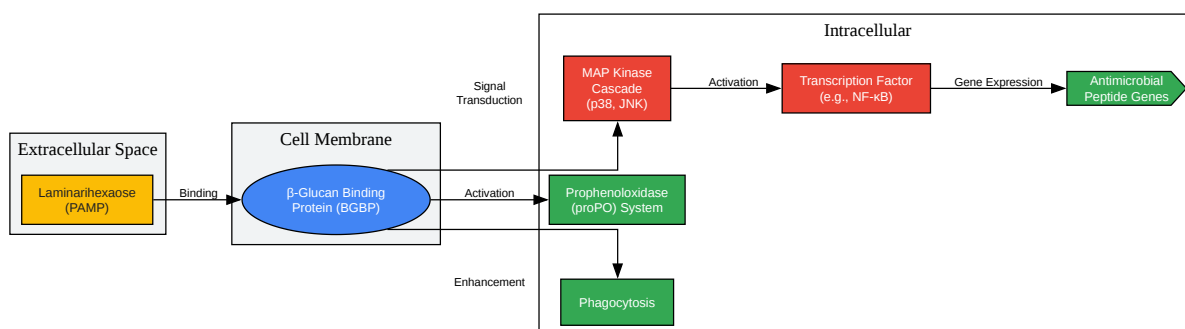 Extracellular Space
Laminarihexaose
(PAMP)
Binding
Cell Membrane
β-Glucan Binding
Protein (BGBP)
Signal
Transduction
Activation
Enhancement
Intracellular
MAP Kinase
Cascade
(p38, JNK)
Activation
Transcription Factor
(e.g., NF-κB)
Gene Expression
Antimicrobial
Peptide Genes
Prophenoloxidase
(proPO) System
Phagocytosis